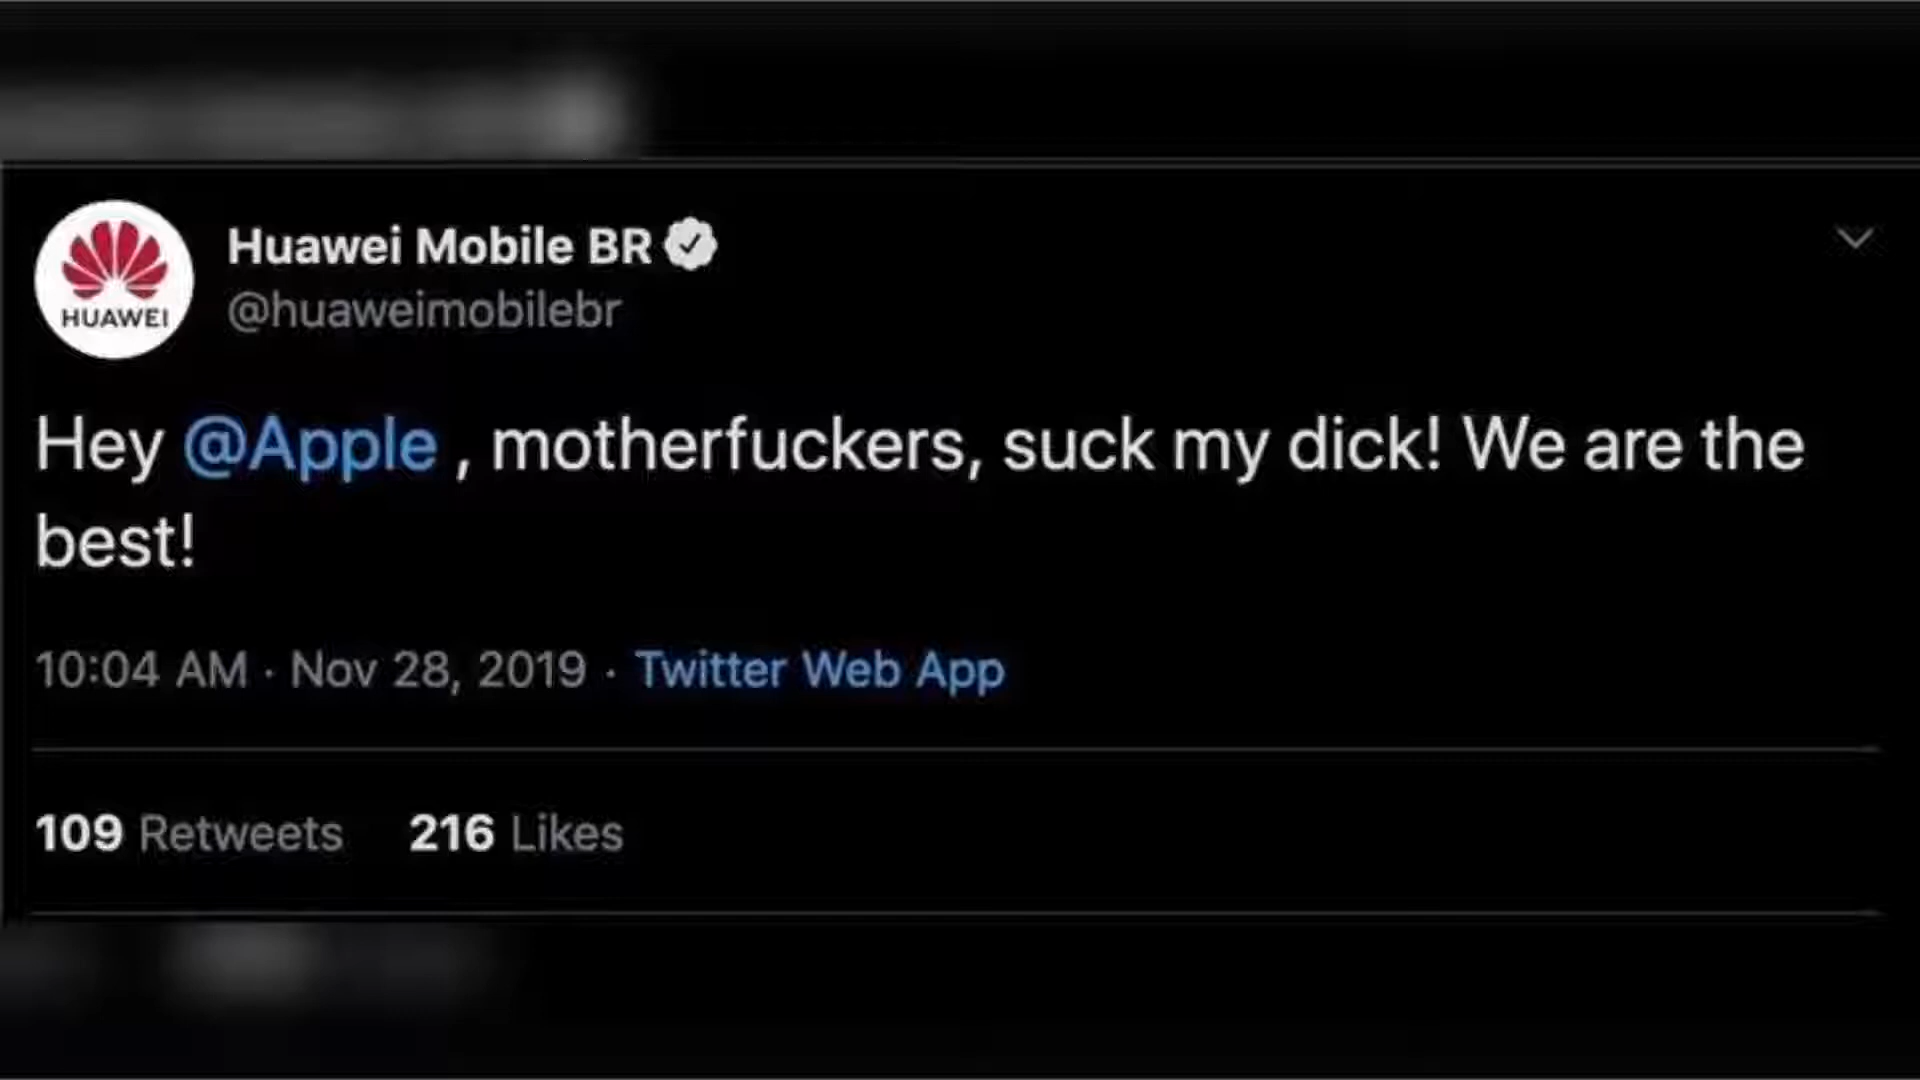 HUAWEI
Huawei Mobile BR
@huaweimobilebr
Hey @Apple , motherfuckers, suck my dick! We are the
best!
10:04 AM · Nov 28, 2019 · Twitter Web App
109 Retweets 216 Likes